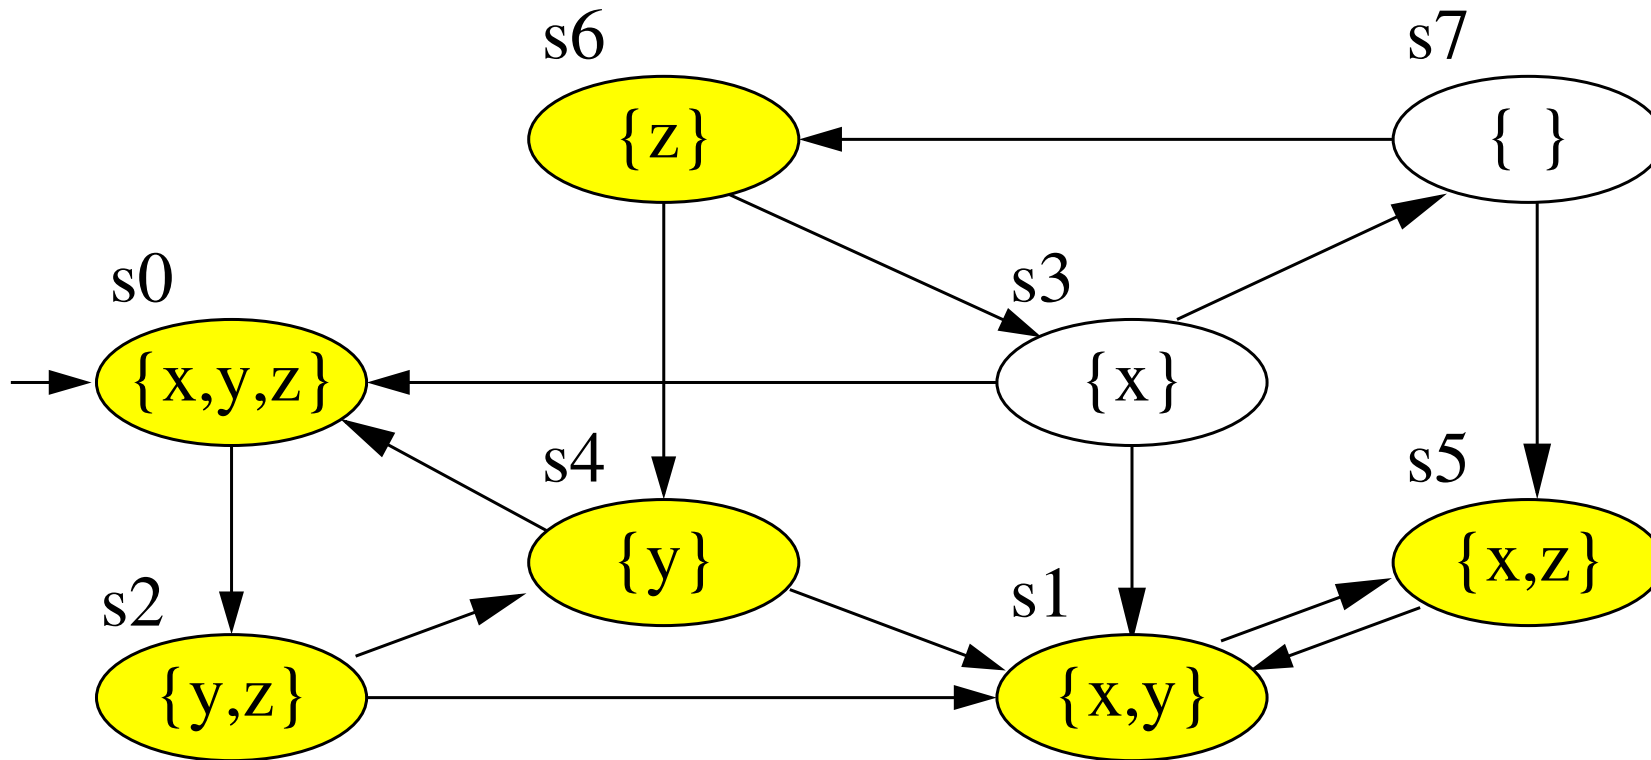 s6
s7
{z}
{ }
s0
s3
{x,y,z}
{x}
s4
s5
{y}
{x,z}
s2
s1
{y,z}
{x,y}